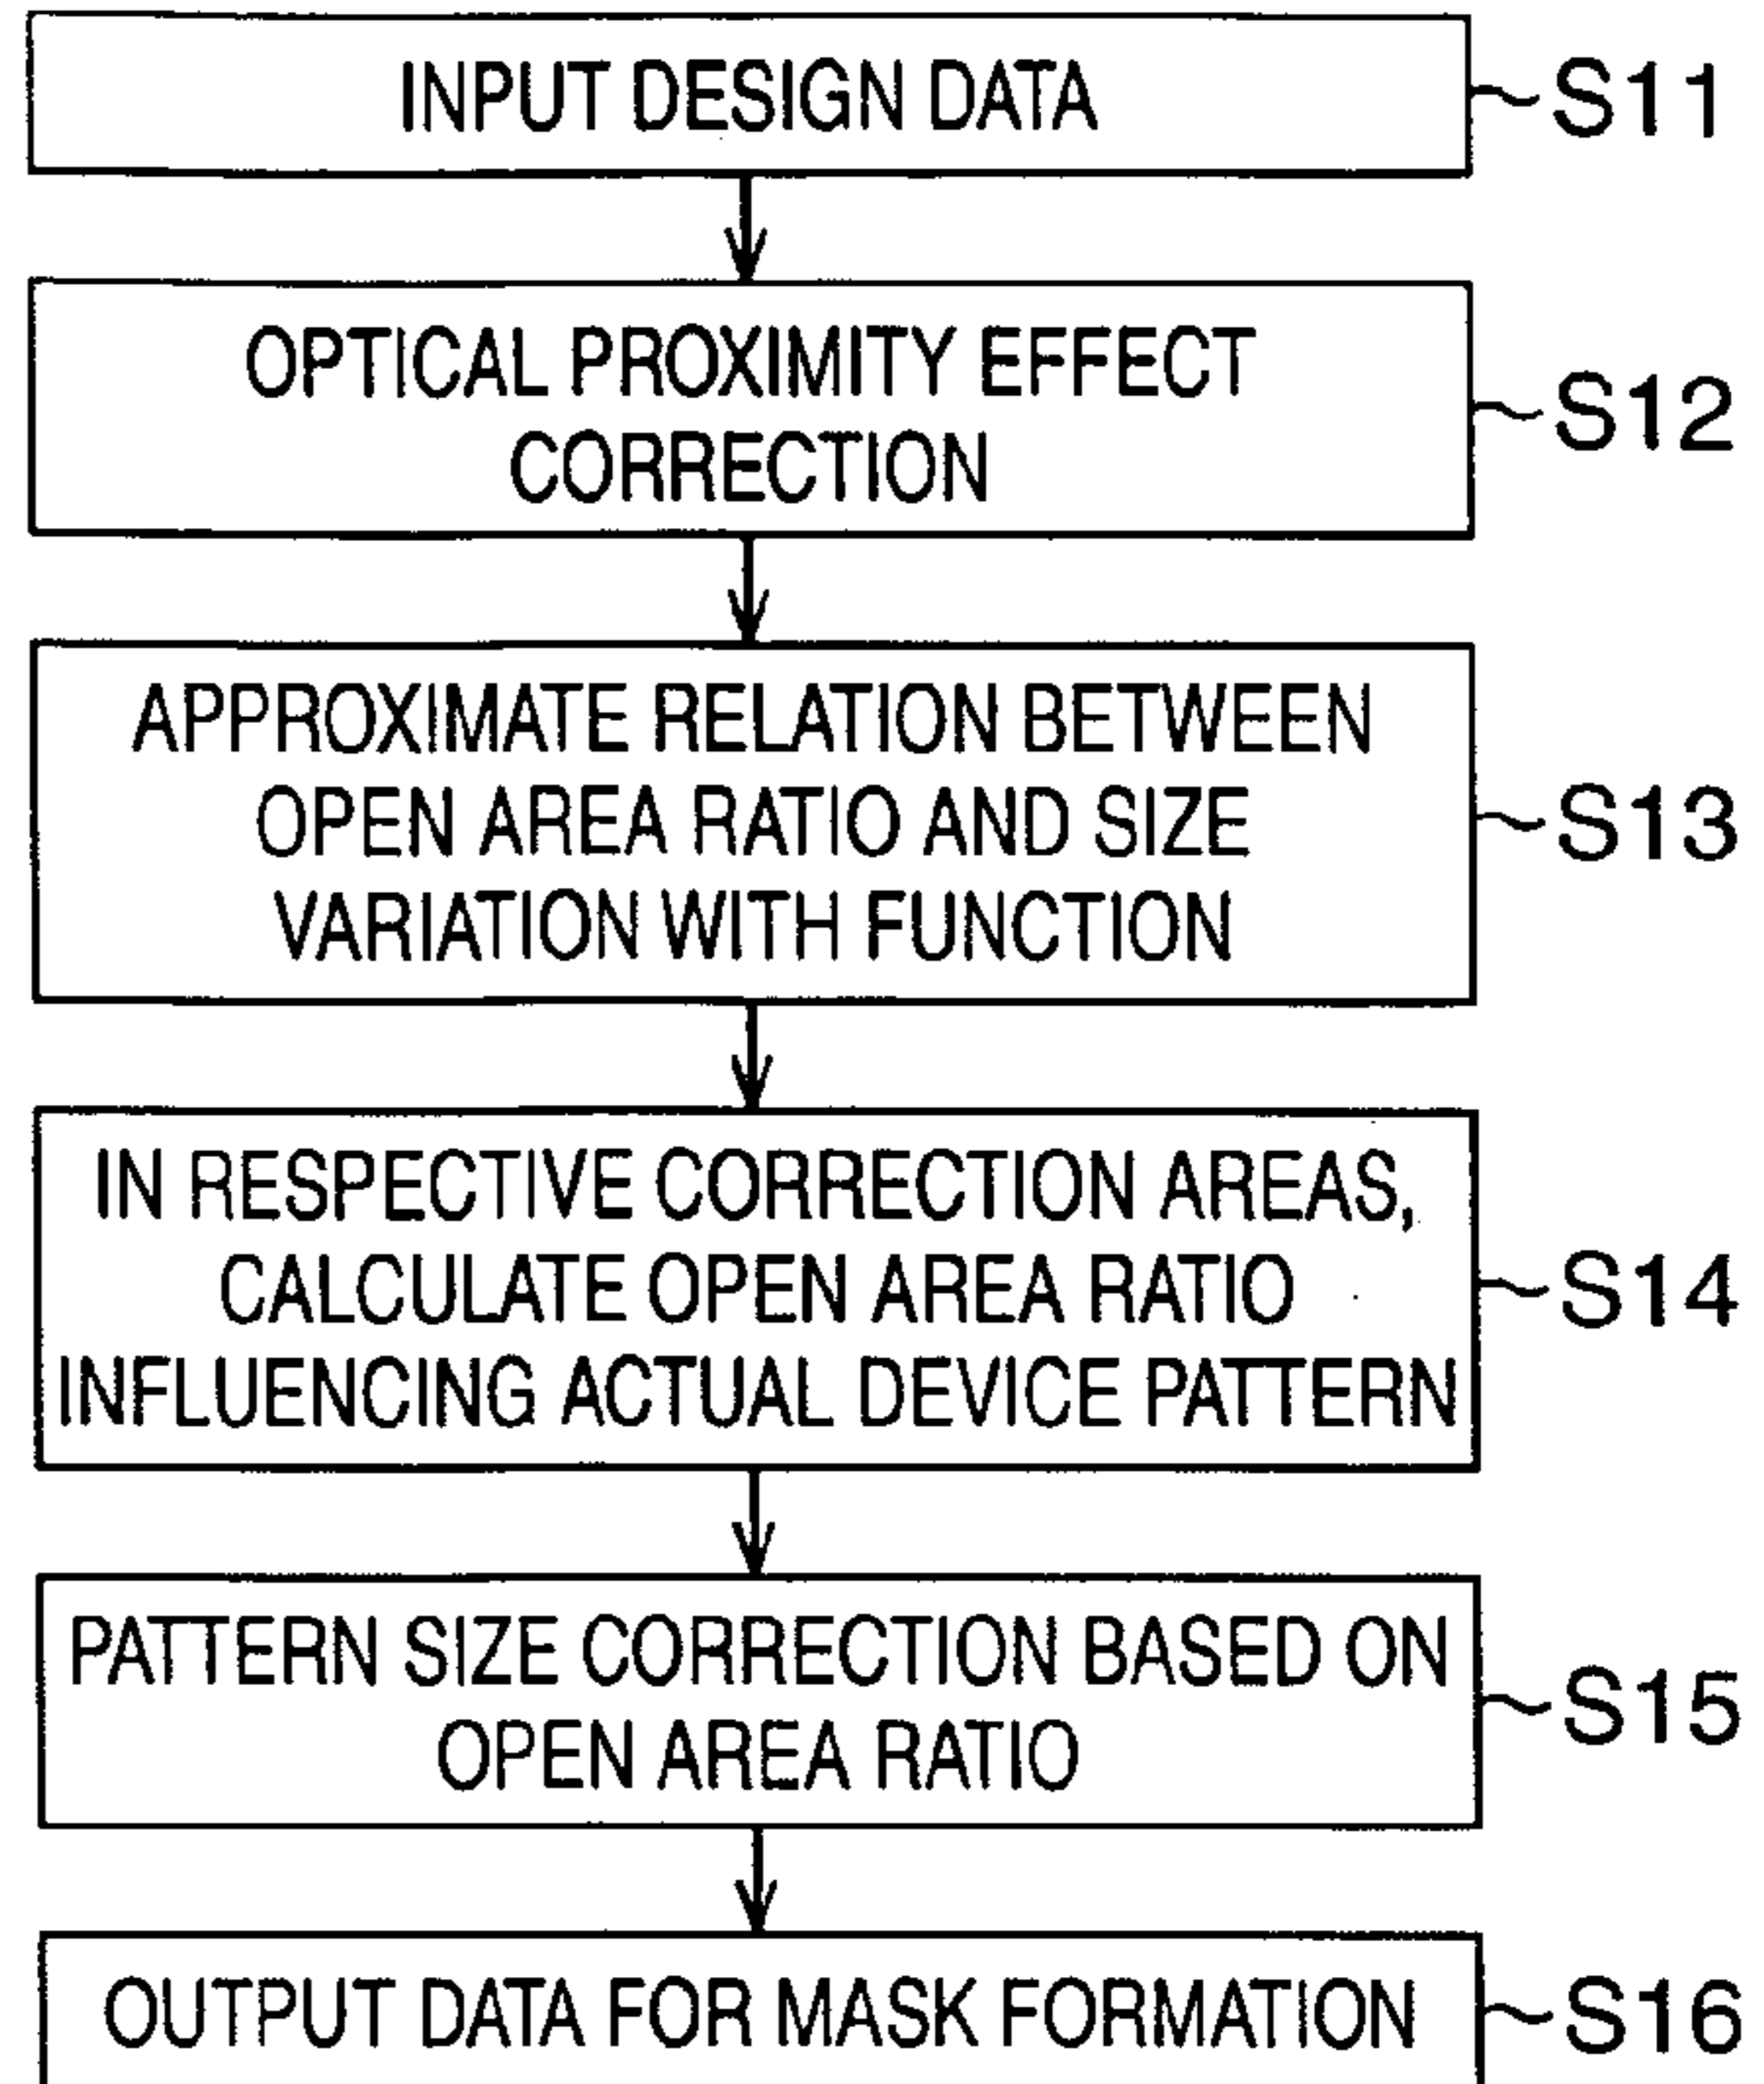 INPUT DESIGN DATA
S11
OPTICAL PROXIMITY EFFECT
CORRECTION
S12
APPROXIMATE RELATION BETWEEN
OPEN AREA RATIO AND SIZE
VARIATION WITH FUNCTION
S13
IN RESPECTIVE CORRECTION AREAS,
CALCULATE OPEN AREA RATIO
INFLUENCING ACTUAL DEVICE PATTERN
S14
PATTERN SIZE CORRECTION BASED ON
OPEN AREA RATIO
S15
OUTPUT DATA FOR MASK FORMATION
S16